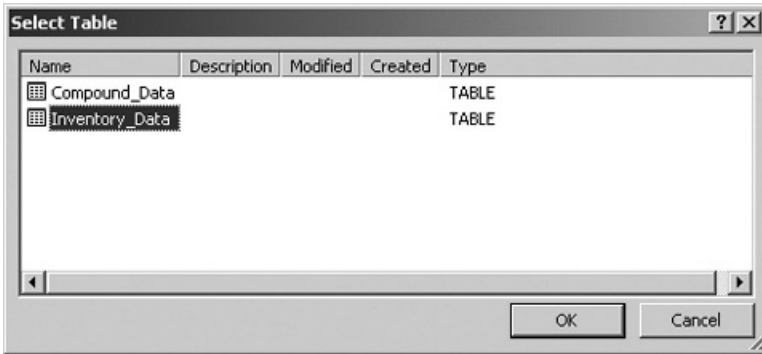 Select Table
Name Description Modified Created Type
Compound_Data TABLE
Inventory_Data TABLE
OK Cancel